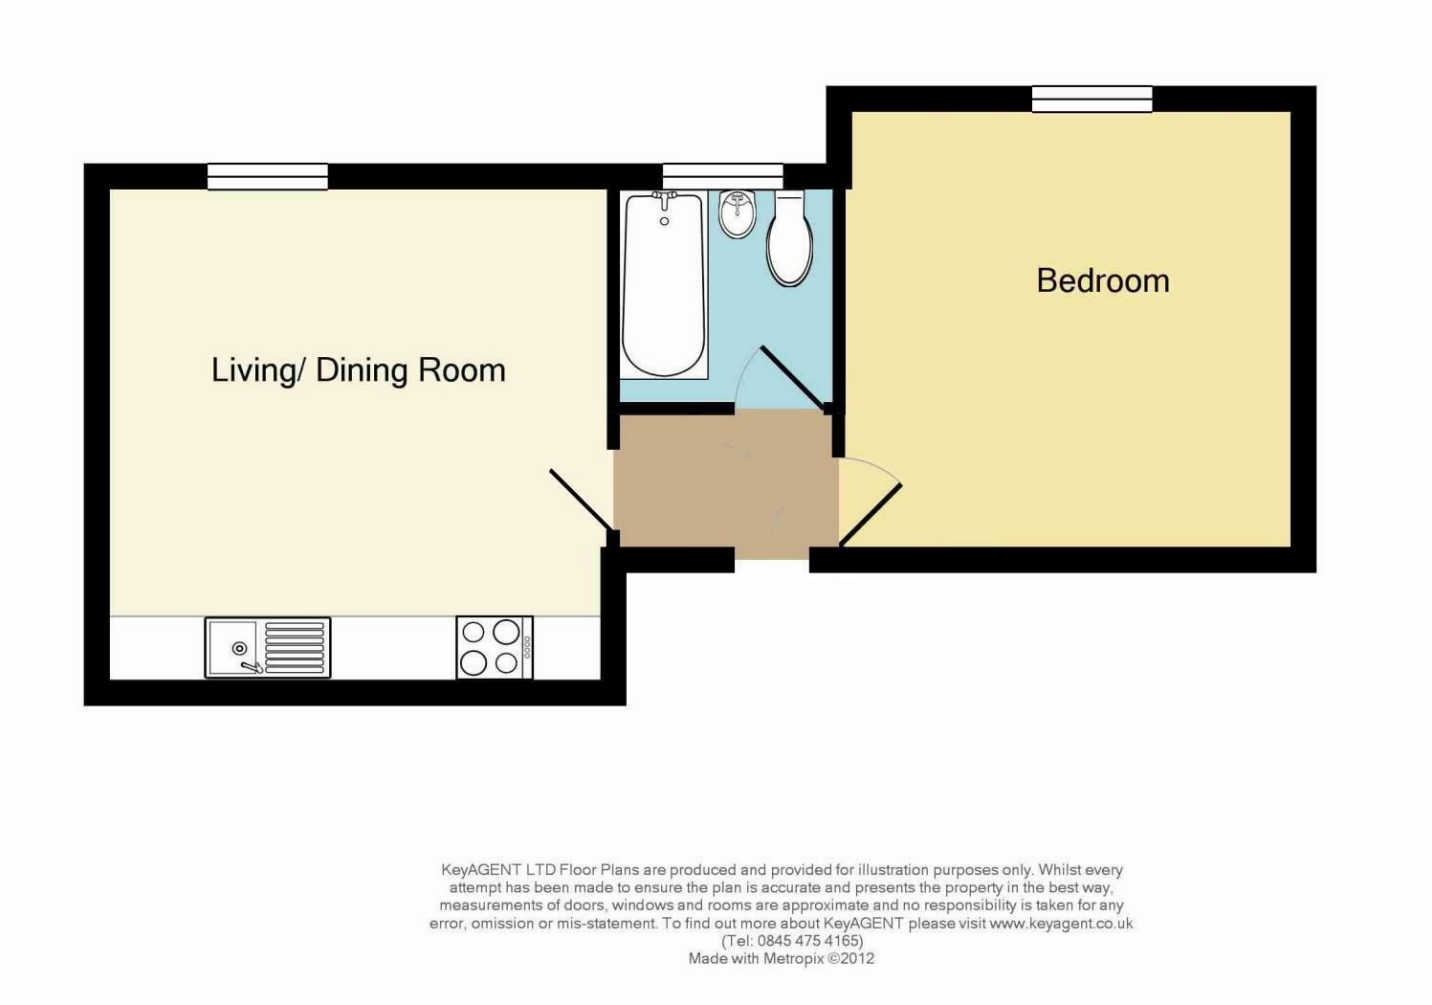 Bedroom
Living/ Dining Room
KeyAGENT LTD Floor Plans are produced and provided for illustration purposes only. Whilst every
attempt has been made to ensure the plan is accurate and presents the property in the best way,
measurements of doors, windows and rooms are approximate and no responsibility is taken for any
error, omission or mis-statement. To find out more about KeyAGENT please visit www.keyagent.co.uk
(Tel: 0845 475 4165)
Made with Metropix ©2012